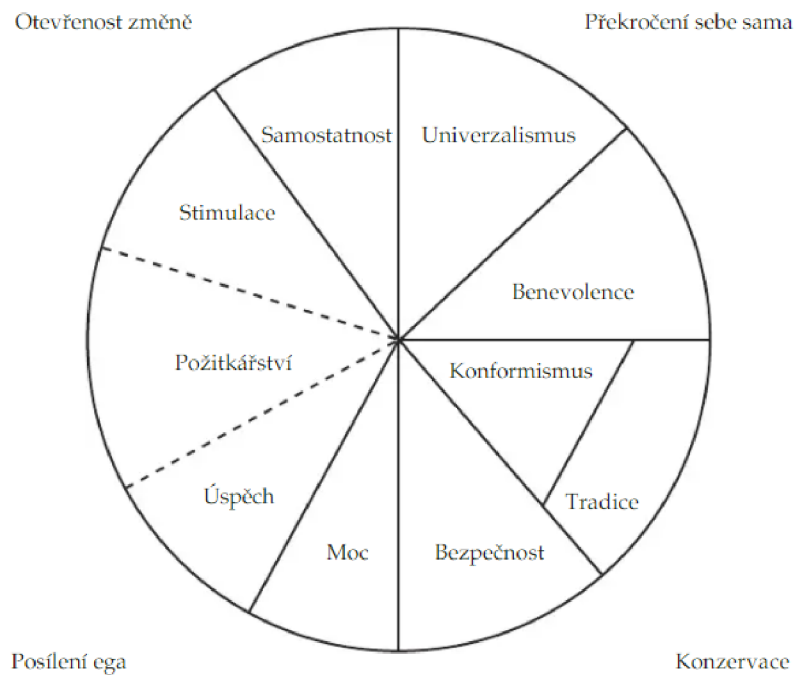 Otevřenost změně
Překročení sebe sama
Samostatnost
Univerzalismus
Stimulace
Benevolence
Požitkářství
Konformismus
Úspěch
Tradice
Moc
Bezpečnost
Posílení ega
Konzervace